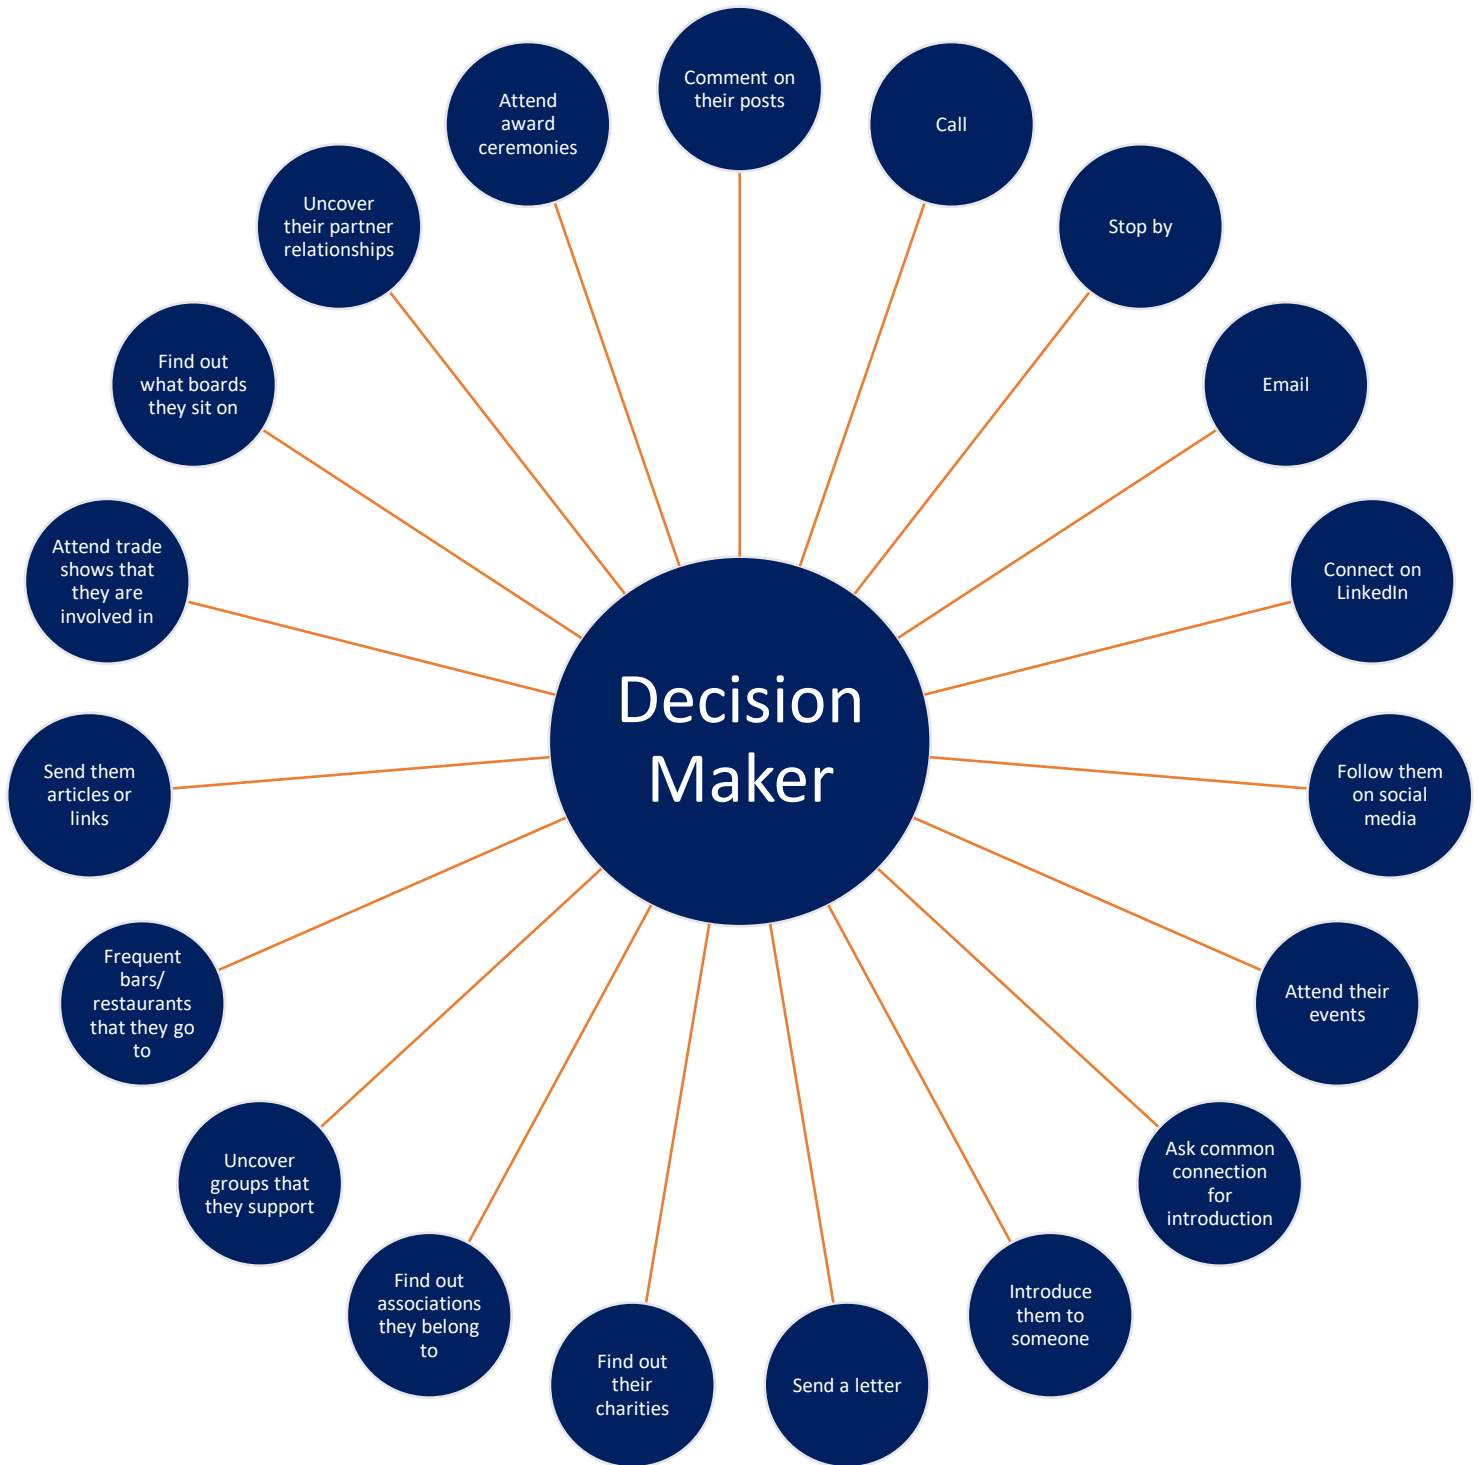 Comment on
their posts
Call
Stop by
Email
Connect on
LinkedIn
Follow them
on social
media
Attend their
events
Ask common
connection
for
introduction
Introduce
them to
someone
Send a letter
Find out
their
charities
Find out
associations
they belong
to
Uncover
groups that
they support
Frequent
bars/
restaurants
that they go
to
Send them
articles or
links
Attend trade
shows that
they are
involved in
Find out
what boards
they sit on
Uncover
their partner
relationships
Attend
award
ceremonies
Decision
Maker